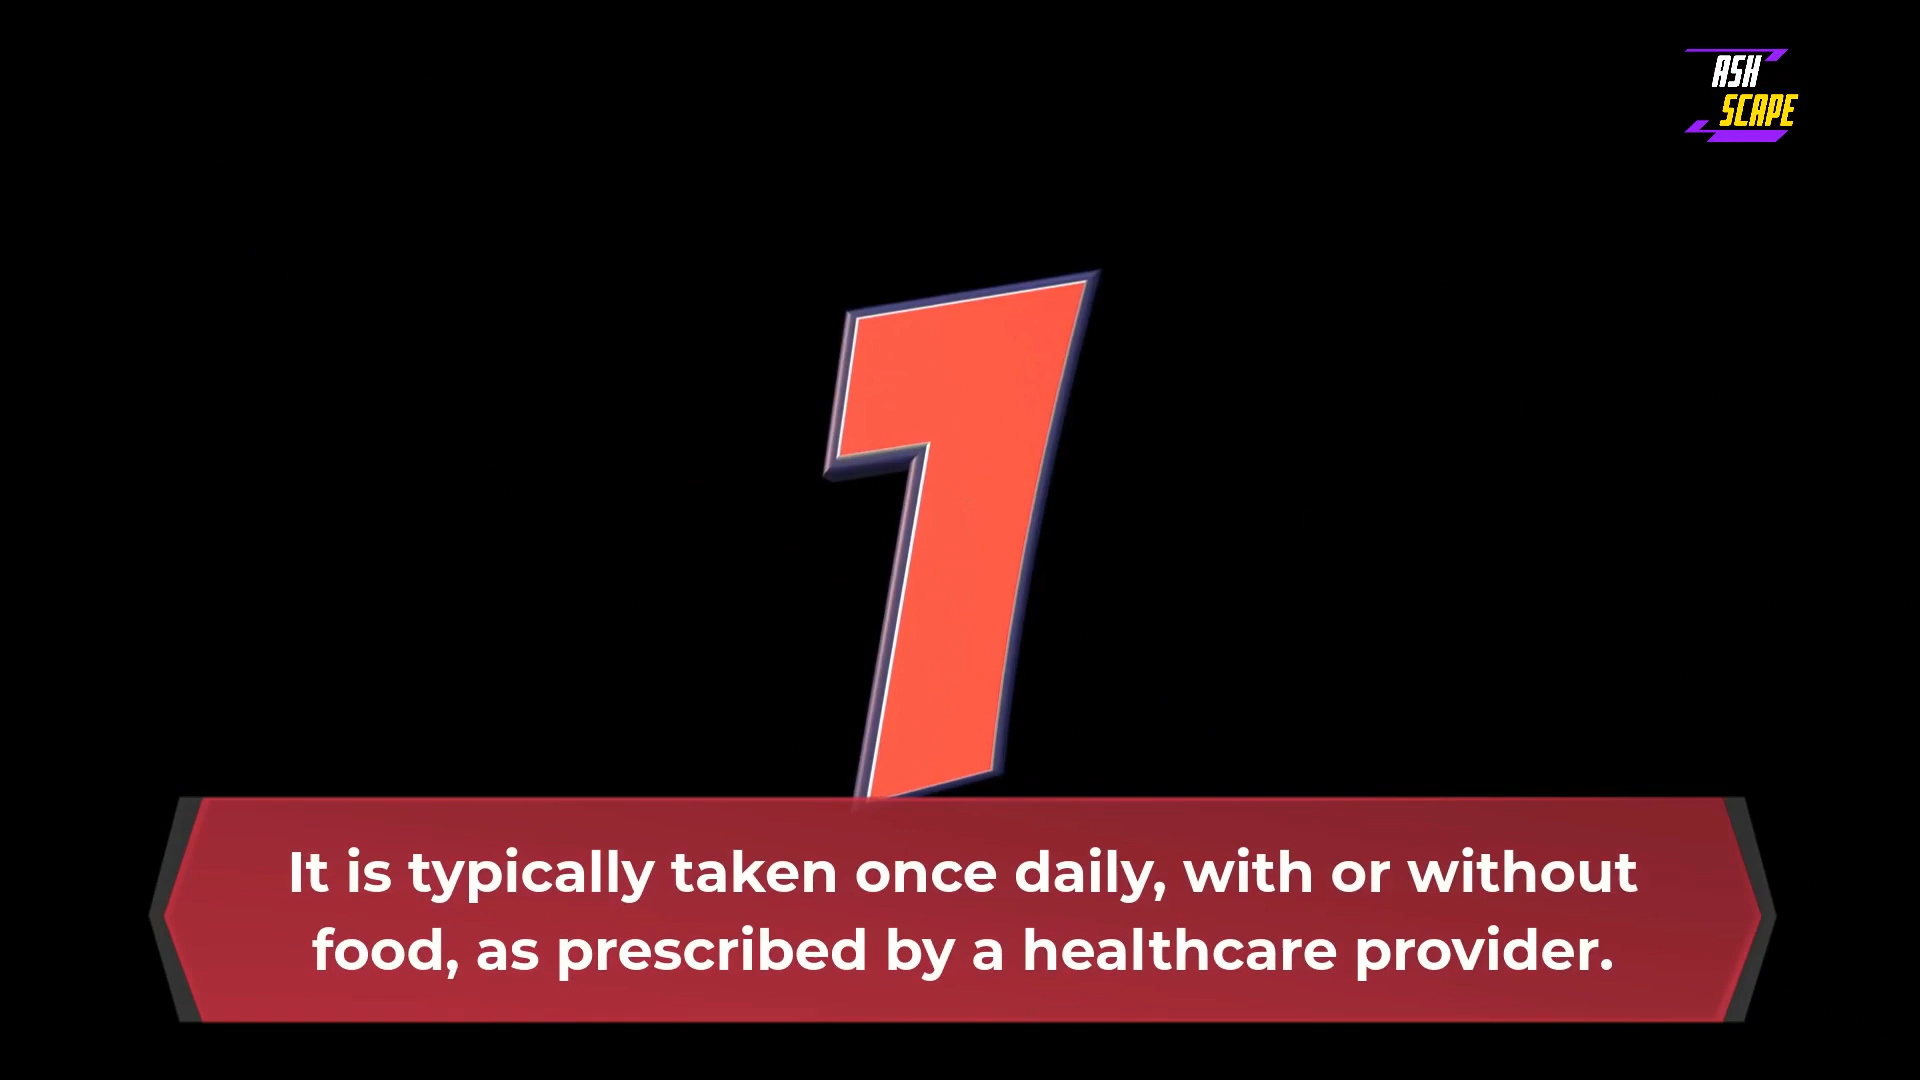 ASH
SCAPE
1
It is typically taken once daily, with or without
food, as prescribed by a healthcare provider.